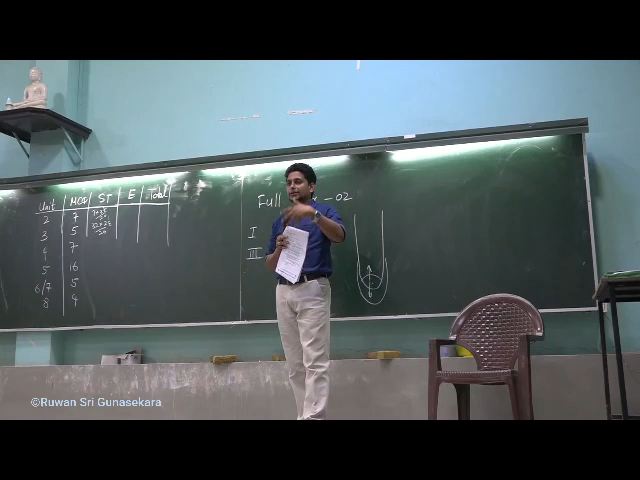 Unit MCQ ST E Total
2 7
3 5
4 7
5 16
6/7 5
8 4
Full - 02
I
III
©Ruwan Sri Gunasekara